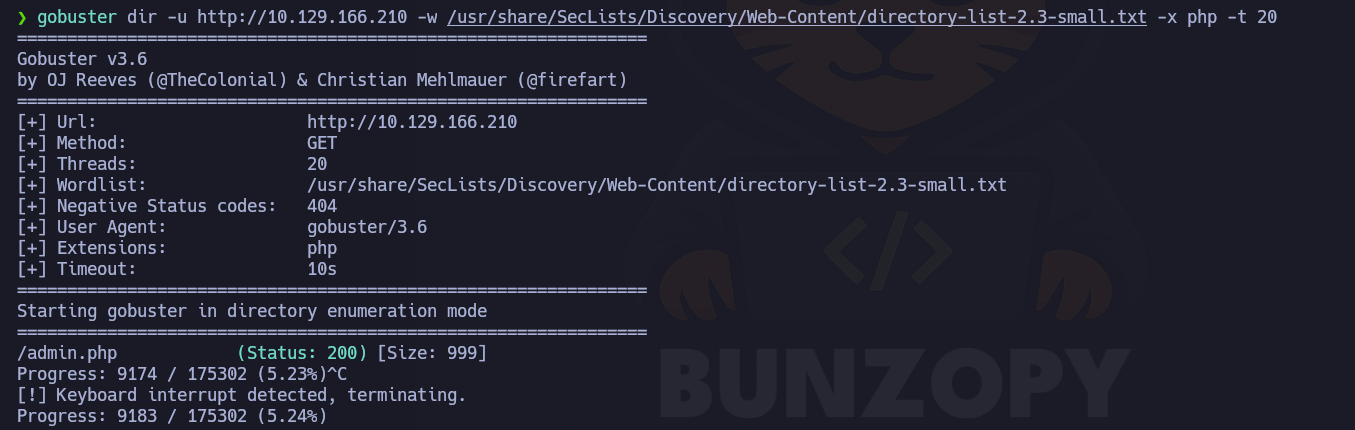 ❯ gobuster dir -u http://10.129.166.210 -w /usr/share/SecLists/Discovery/Web-Content/directory-list-2.3-small.txt -x php -t 20
===============================================================
Gobuster v3.6
by OJ Reeves (@TheColonial) & Christian Mehlmauer (@firefart)
===============================================================
[+] Url:                     http://10.129.166.210
[+] Method:                  GET
[+] Threads:                 20
[+] Wordlist:                /usr/share/SecLists/Discovery/Web-Content/directory-list-2.3-small.txt
[+] Negative Status codes:   404
[+] User Agent:              gobuster/3.6
[+] Extensions:              php
[+] Timeout:                 10s
===============================================================
Starting gobuster in directory enumeration mode
===============================================================
/admin.php            (Status: 200) [Size: 999]
Progress: 9174 / 175302 (5.23%)^C
[!] Keyboard interrupt detected, terminating.
Progress: 9183 / 175302 (5.24%)
</>
BUNZOPY